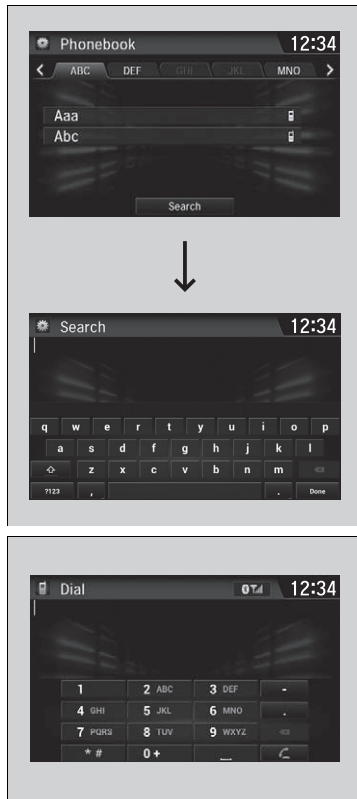 Phonebook 12:34
ABC DEF GHI JKL MNO
Aaa
Abc
Search
Search 12:34
q w e r t y u i o p
a s d f g h j k l
z x c v b n m
?123 , . Done
Dial 12:34
1 2 ABC 3 DEF -
4 GHI 5 JKL 6 MNO .
7 PQRS 8 TUV 9 WXYZ
* # 0 + _